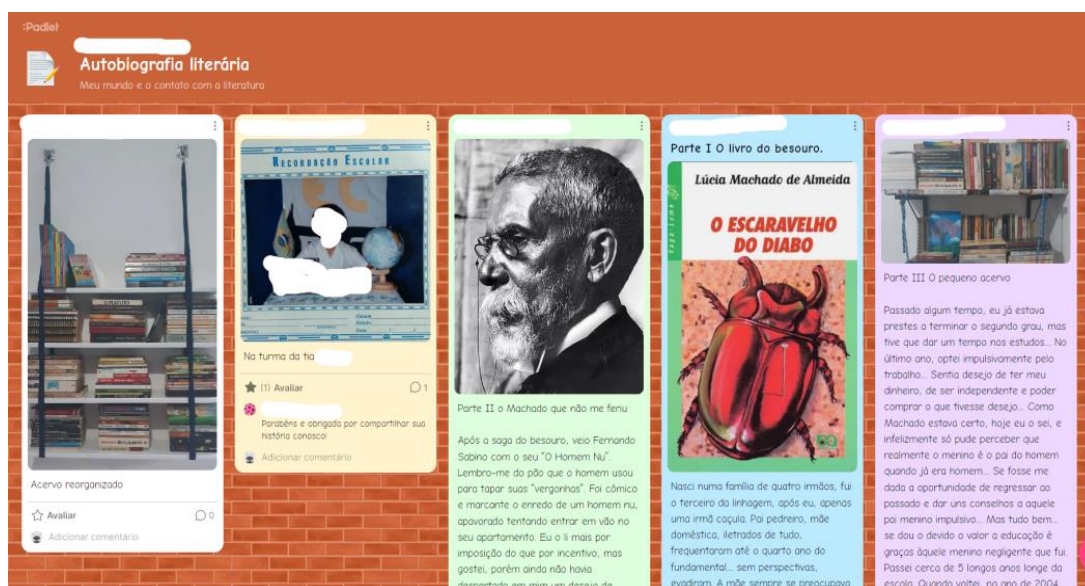 :Padlet
Autobiografia literária
Meu mundo e o contato com a literatura
Acervo reorganizado
Avaliar
0
Adicionar comentário
RECORDAÇÃO ESCOLAR
Na turma da tia
(1) Avaliar
1
Parabéns e obrigada por compartilhar sua
história conosco!
Adicionar comentário
Parte II o Machado que não me feriu
Após a saga do besouro, veio Fernando
Sabino com o seu "O Homem Nu".
Lembro-me do pão que o homem usou
para tapar suas "vergonhas". Foi cômico
e marcante o enredo de um homem nu,
apavorado tentando entrar em vão no
seu apartamento. Eu o li mais por
imposição do que por incentivo, mas
gostei, porém ainda não havia
despertado em mim um desejo de
Parte I O livro do besouro.
Lúcia Machado de Almeida
O ESCARAVELHO
DO DIABO
Nasci numa família de quatro irmãos, fui
o terceiro da linhagem, após eu, apenas
uma irmã caçula. Pai pedreiro, mãe
doméstica, iletrados de tudo,
frequentaram até o quarto ano do
fundamental... sem perspectivas,
evadiram. A mãe sempre se preocupava
Parte III O pequeno acervo
Passado algum tempo, eu já estava
prestes a terminar o segundo grau, mas
tive que dar um tempo nos estudos... No
último ano, optei impulsivamente pelo
trabalho... Sentia desejo de ter meu
dinheiro, de ser independente e poder
comprar o que tivesse desejo... Como
Machado estava certo, hoje eu o sei, e
infelizmente só pude perceber que
realmente o menino é o pai do homem
quando já era homem... Se fosse me
dada a oportunidade de regressar ao
passado e dar uns conselhos a aquele
pai menino impulsivo... Mas tudo bem...
se dou o devido o valor a educação é
graças àquele menino negligente que fui.
Passei cerca de 5 longos anos longe da
escola. Quando voltei, no ano de 2004,